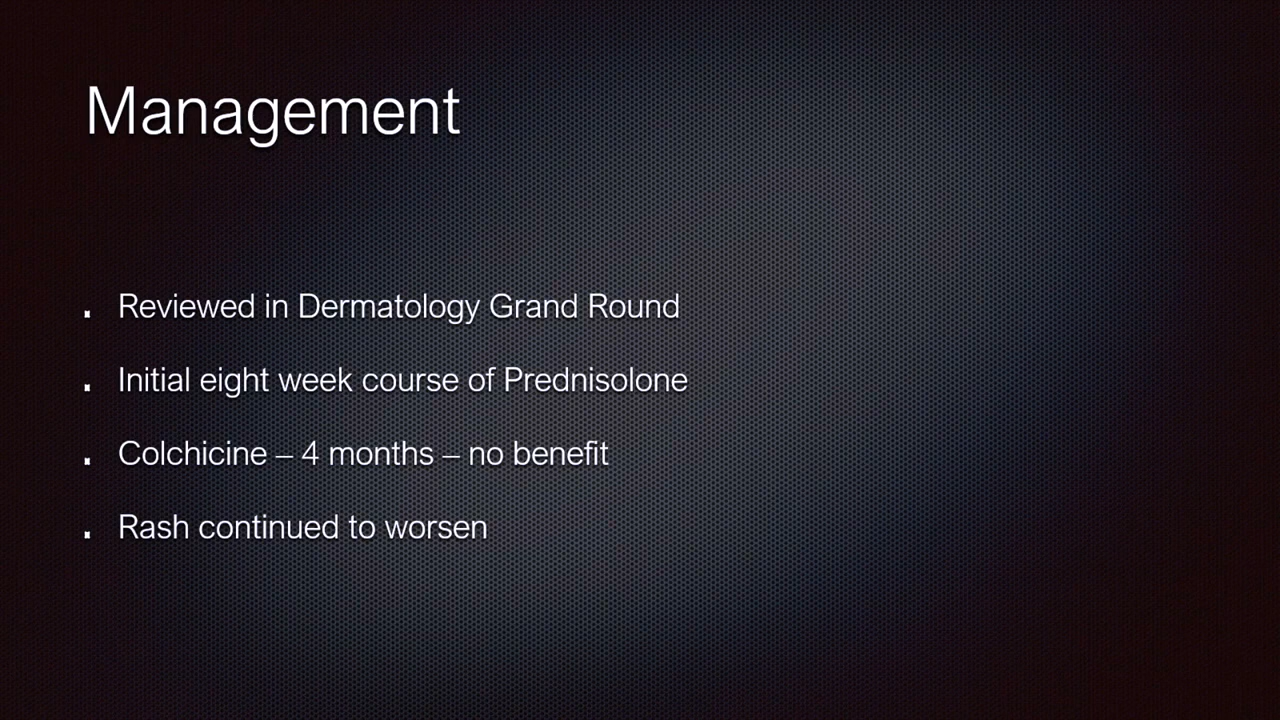 Management
Reviewed in Dermatology Grand Round
Initial eight week course of Prednisolone
Colchicine – 4 months – no benefit
Rash continued to worsen